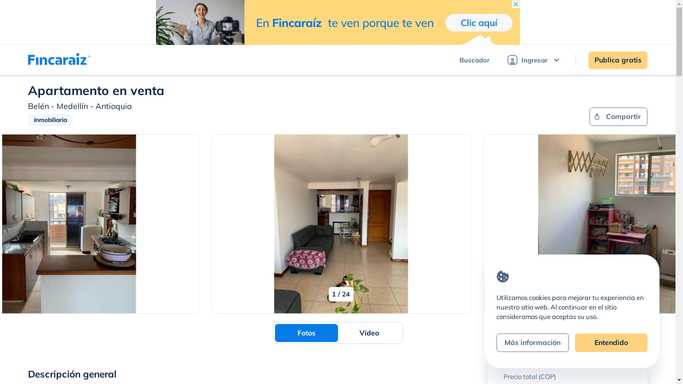 En Fincaraíz te ven porque te ven
Clic aquí
Fincaraiz
Buscador
Ingresar
Publica gratis
Apartamento en venta
Belén - Medellín - Antioquia
Inmobiliaria
Compartir
1 / 24
Utilizamos cookies para mejorar tu experiencia en
nuestro sitio web. Al continuar en el sitio
consideramos que aceptas su uso.
Más información
Entendido
Fotos
Vídeo
Precio total (COP)
Descripción general